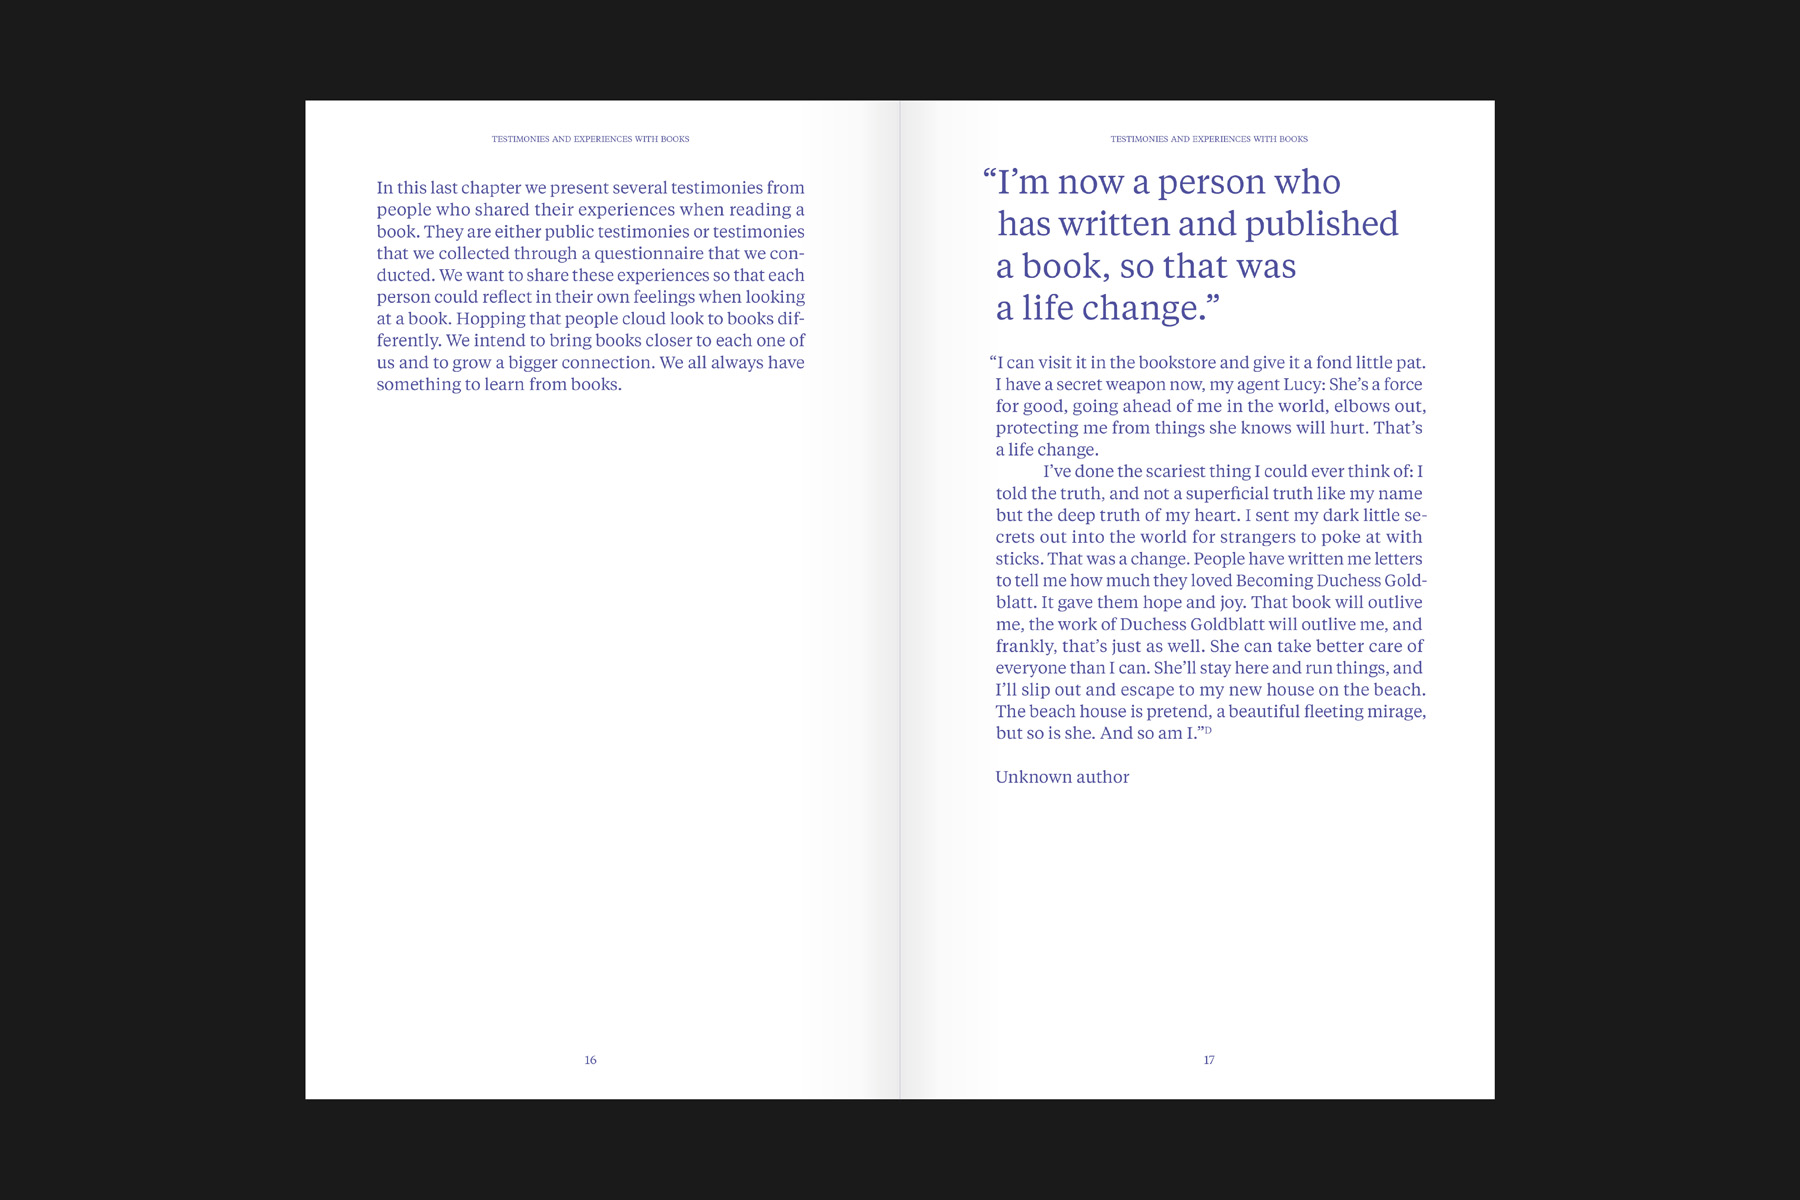 TESTIMONIES AND EXPERIENCES WITH BOOKS
In this last chapter we present several testimonies from
people who shared their experiences when reading a
book. They are either public testimonies or testimonies
that we collected through a questionnaire that we con-
ducted. We want to share these experiences so that each
person could reflect in their own feelings when looking
at a book. Hopping that people cloud look to books dif-
ferently. We intend to bring books closer to each one of
us and to grow a bigger connection. We all always have
something to learn from books.
16
TESTIMONIES AND EXPERIENCES WITH BOOKS
“I’m now a person who
has written and published
a book, so that was
a life change.”
“I can visit it in the bookstore and give it a fond little pat.
I have a secret weapon now, my agent Lucy: She’s a force
for good, going ahead of me in the world, elbows out,
protecting me from things she knows will hurt. That’s
a life change.
I’ve done the scariest thing I could ever think of: I
told the truth, and not a superficial truth like my name
but the deep truth of my heart. I sent my dark little se-
crets out into the world for strangers to poke at with
sticks. That was a change. People have written me letters
to tell me how much they loved Becoming Duchess Gold-
blatt. It gave them hope and joy. That book will outlive
me, the work of Duchess Goldblatt will outlive me, and
frankly, that’s just as well. She can take better care of
everyone than I can. She’ll stay here and run things, and
I’ll slip out and escape to my new house on the beach.
The beach house is pretend, a beautiful fleeting mirage,
but so is she. And so am I.”D
Unknown author
17